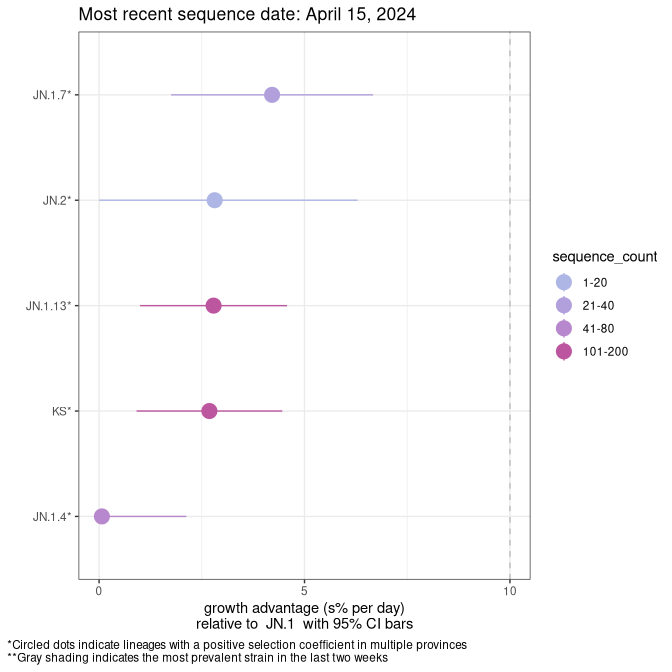 Most recent sequence date: April 15, 2024
JN.1.7*
JN.2*
JN.1.13*
KS*
JN.1.4*
0
5
10
growth advantage (s% per day)
relative to  JN.1  with 95% CI bars
sequence_count
1-20
21-40
41-80
101-200
*Circled dots indicate lineages with a positive selection coefficient in multiple provinces
**Gray shading indicates the most prevalent strain in the last two weeks